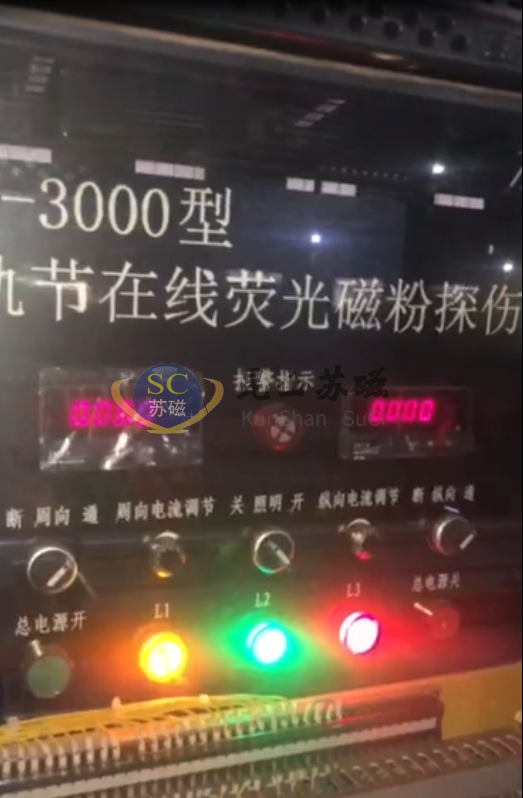 -3000型
轨节在线荧光磁粉探伤
SC
苏磁
报警指示
昆山苏磁
KunShan Suci
0000
断 周向 通 周向电流调节 关 照明 开 纵向电流调节 断 纵向 通
总电源开 L1 L2 L3 总电源关